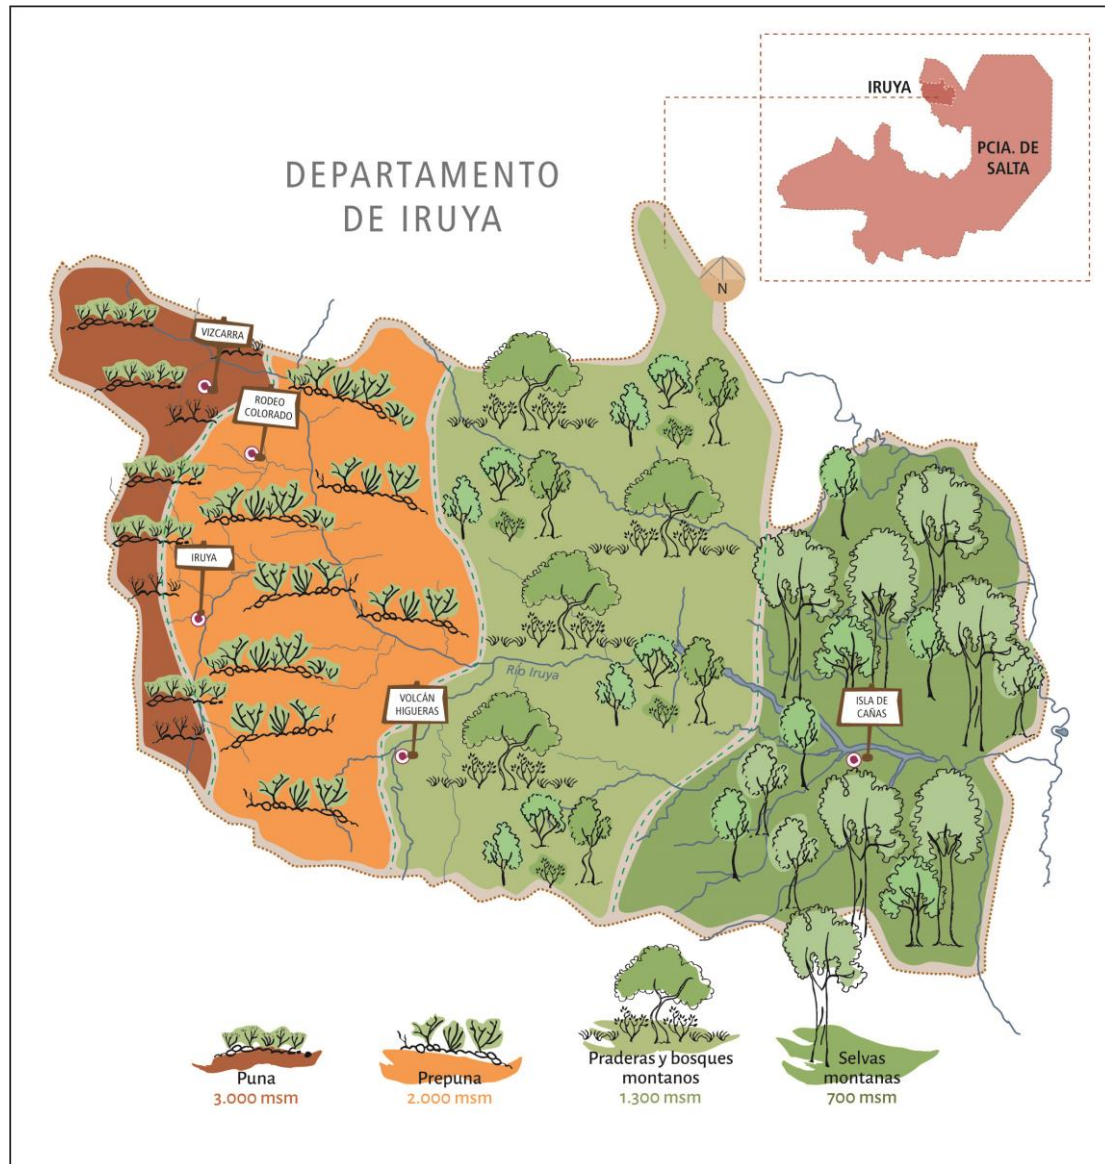 IRUYA
PCIA. DE
SALTA
DEPARTAMENTO
DE IRUYA
N
VIZCARRA
RODEO
COLORADO
IRUYA
Río Iruya
VOLCÁN
HIGUERAS
ISLA DE
CAÑAS
Puna
3.000 msm
Prepuna
2.000 msm
Praderas y bosques
montanos
1.300 msm
Selvas
montanas
700 msm